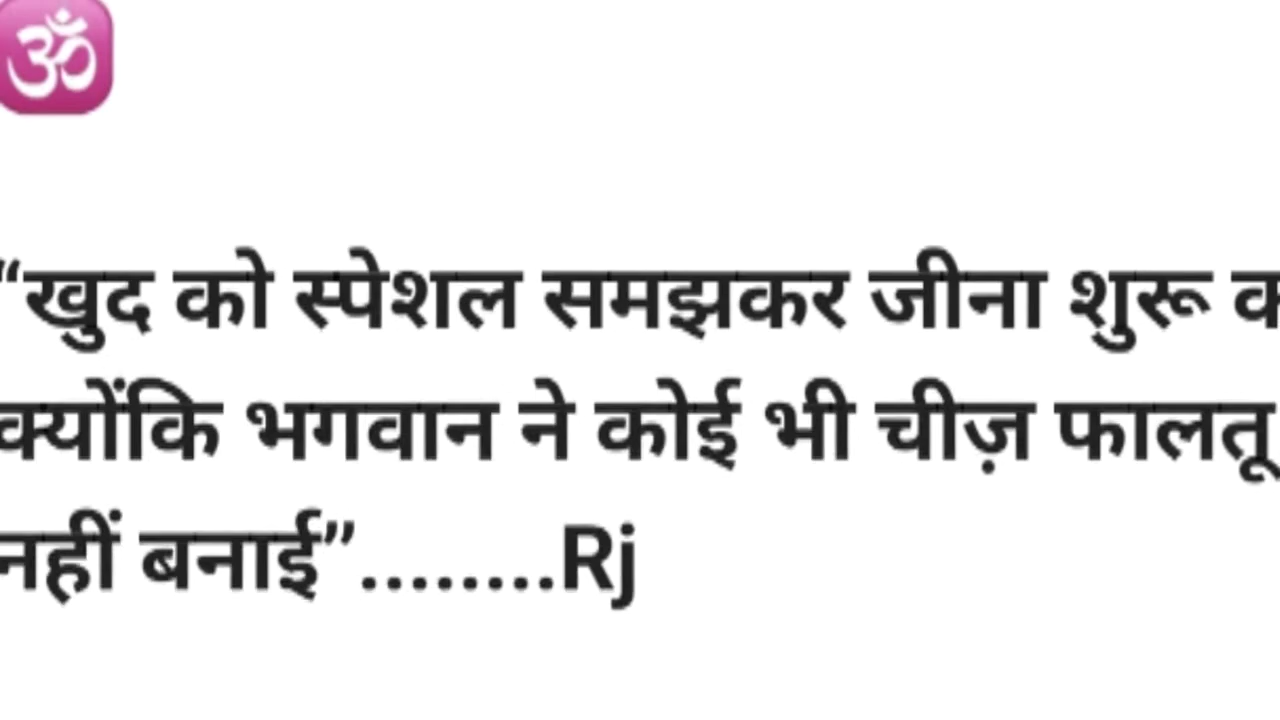 ॐ
“खुद को स्पेशल समझकर जीना शुरू
क्योंकि भगवान ने कोई भी चीज़ फालतू
नहीं बनाई”........Rj